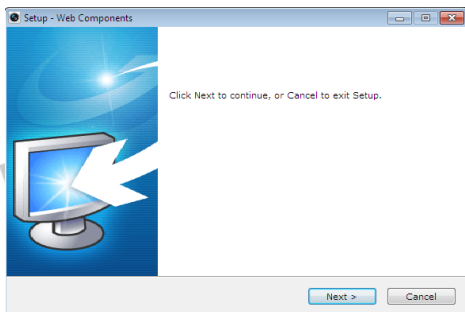 Setup - Web Components
Click Next to continue, or Cancel to exit Setup.
Next >
Cancel